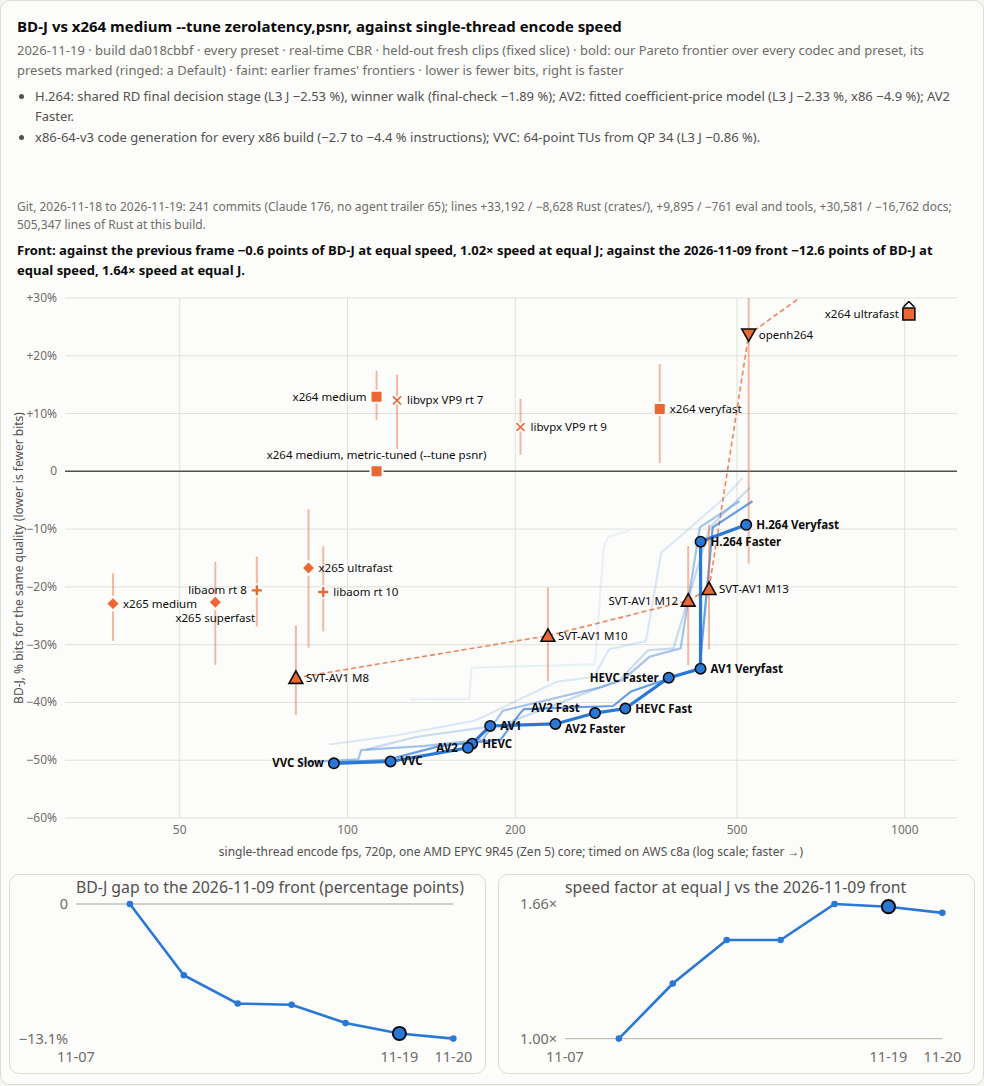 BD-J vs x264 medium --tune zerolatency,psnr, against single-thread encode speed
2026-11-19 · build da018cbbf · every preset · real-time CBR · held-out fresh clips (fixed slice) · bold: our Pareto frontier over every codec and preset, its
presets marked (ringed: a Default) · faint: earlier frames' frontiers · lower is fewer bits, right is faster
• H.264: shared RD final decision stage (L3 J −2.53 %), winner walk (final-check −1.89 %); AV2: fitted coefficient-price model (L3 J −2.33 %, x86 −4.9 %); AV2
Faster.
• x86-64-v3 code generation for every x86 build (−2.7 to −4.4 % instructions); VVC: 64-point TUs from QP 34 (L3 J −0.86 %).
Git, 2026-11-18 to 2026-11-19: 241 commits (Claude 176, no agent trailer 65); lines +33,192 / −8,628 Rust (crates/), +9,895 / −761 eval and tools, +30,581 / −16,762 docs;
505,347 lines of Rust at this build.
Front: against the previous frame −0.6 points of BD-J at equal speed, 1.02× speed at equal J; against the 2026-11-09 front −12.6 points of BD-J at
equal speed, 1.64× speed at equal J.
+30%
x264 ultrafast
openh264
+20%
x264 medium
libvpx VP9 rt 7
+10%
x264 veryfast
libvpx VP9 rt 9
x264 medium, metric-tuned (--tune psnr)
0
BD-J, % bits for the same quality (lower is fewer bits)
−10%
H.264 Veryfast
H.264 Faster
x265 ultrafast
−20%
libaom rt 8
libaom rt 10
SVT-AV1 M13
SVT-AV1 M12
x265 medium
x265 superfast
SVT-AV1 M10
−30%
AV1 Veryfast
SVT-AV1 M8
HEVC Faster
−40%
AV2 Fast
HEVC Fast
AV1
AV2 Faster
AV2
HEVC
−50%
VVC Slow
VVC
−60%
50
100
200
500
1000
single-thread encode fps, 720p, one AMD EPYC 9R45 (Zen 5) core; timed on AWS c8a (log scale; faster →)
BD-J gap to the 2026-11-09 front (percentage points)
0
−13.1%
11-07
11-19
11-20
speed factor at equal J vs the 2026-11-09 front
1.66×
1.00×
11-07
11-19
11-20